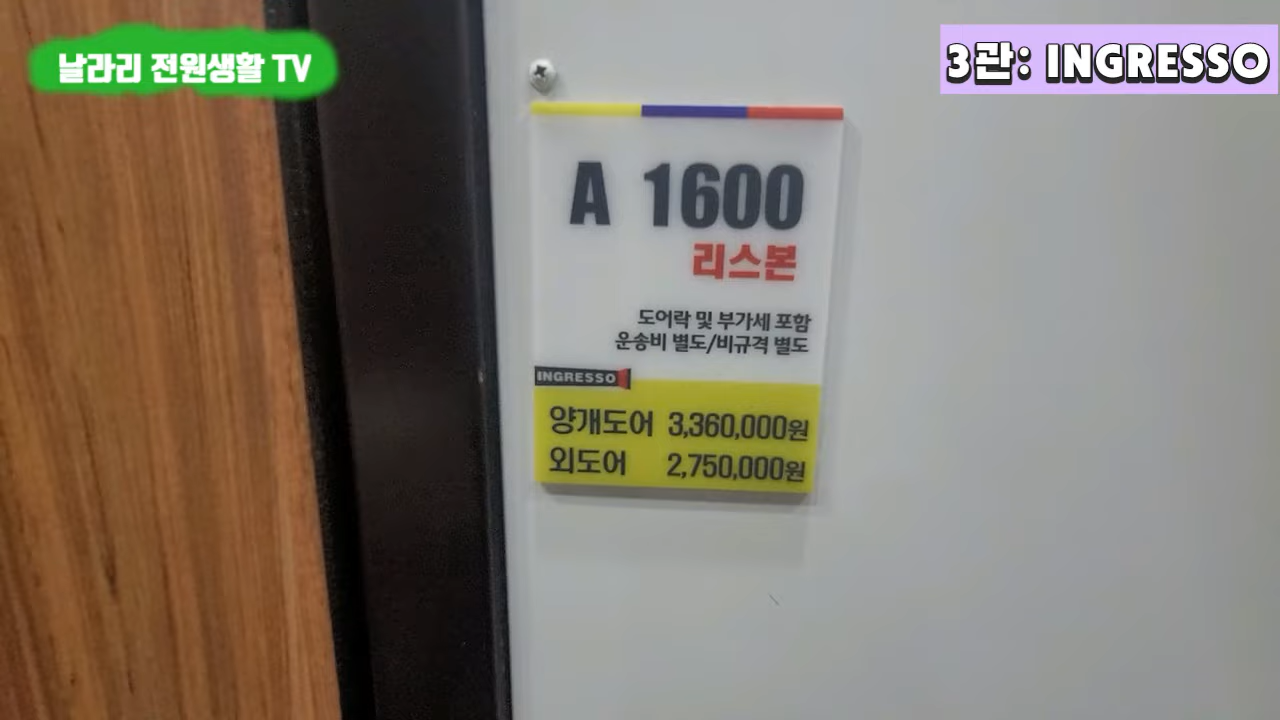 날라리 전원생활 TV
3관: INGRESSO
A 1600
리스본
도어락 및 부가세 포함
운송비 별도/비규격 별도
INGRESSO
양개도어 3,360,000원
외도어 2,750,000원